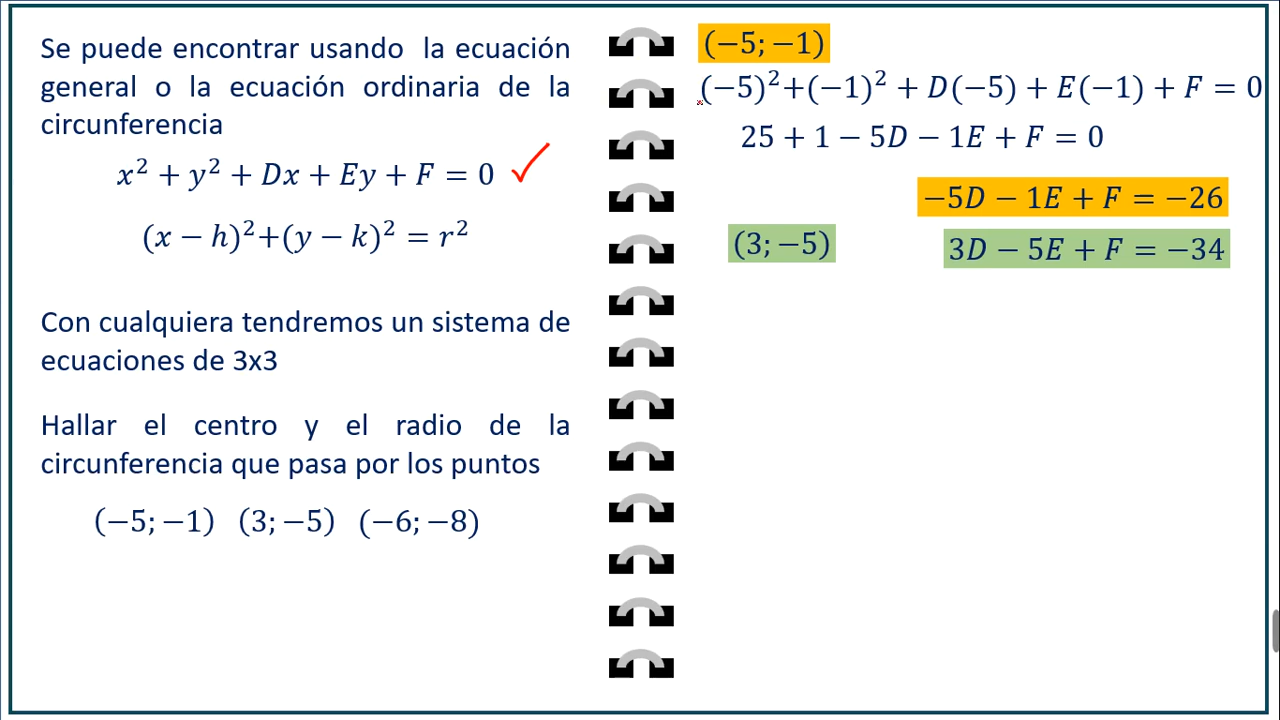 Se puede encontrar usando la ecuación
general o la ecuación ordinaria de la
circunferencia
x² + y² + Dx + Ey + F = 0
(x − h)²+(y − k)² = r²
Con cualquiera tendremos un sistema de
ecuaciones de 3x3
Hallar el centro y el radio de la
circunferencia que pasa por los puntos
(−5; −1) (3; −5) (−6; −8)
(−5; −1)
(−5)²+(−1)² + D(−5) + E(−1) + F = 0
25 + 1 − 5D − 1E + F = 0
−5D − 1E + F = −26
(3; −5) 3D − 5E + F = −34